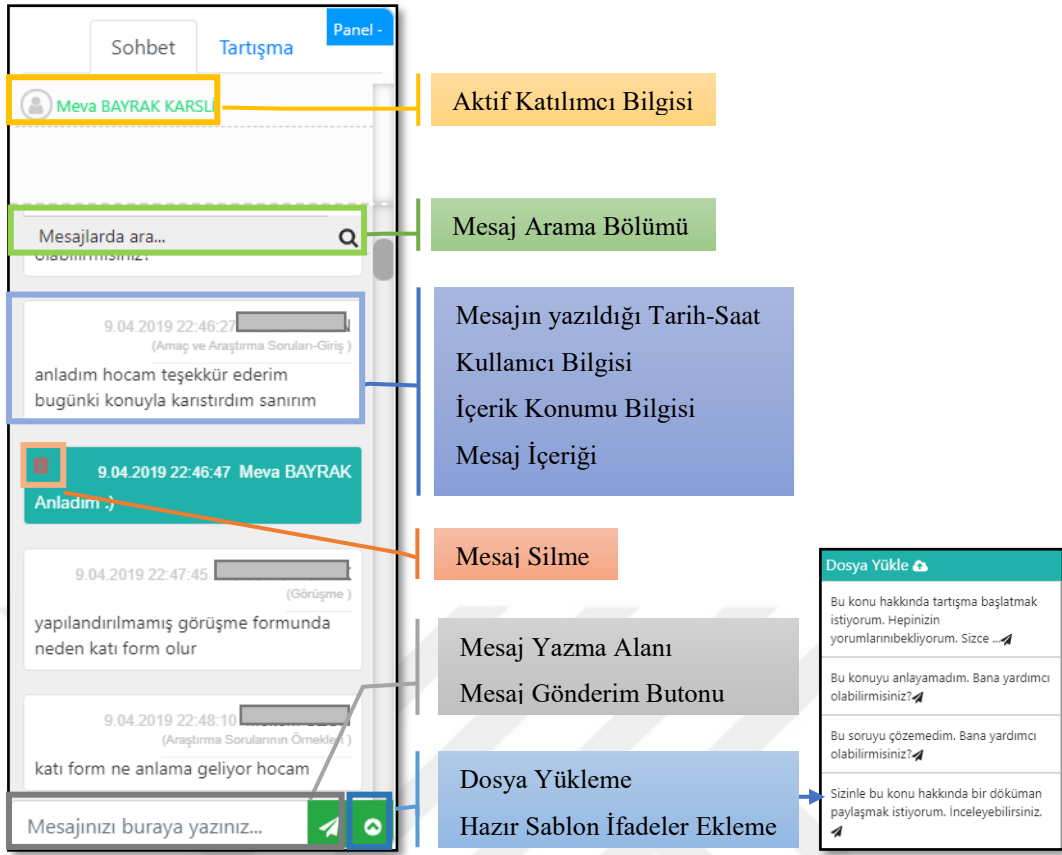 Panel -
Sohbet
Tartışma
Meva BAYRAK KARSLİ
Mesajlarda ara...
olabilirmisiniz?
9.04.2019 22:46:27
(Amaç ve Araştırma Soruları-Giriş )
anladım hocam teşekkür ederim
bugünki konuyla karıstırdım sanırım
9.04.2019 22:46:47 Meva BAYRAK
Anladım :)
9.04.2019 22:47:45
(Görüşme )
yapılandırılmamış görüşme formunda
neden katı form olur
9.04.2019 22:48:10
(Araştırma Sorularının Örnekleri )
katı form ne anlama geliyor hocam
Mesajınızı buraya yazınız...
Aktif Katılımcı Bilgisi
Mesaj Arama Bölümü
Mesajın yazıldığı Tarih-Saat
Kullanıcı Bilgisi
İçerik Konumu Bilgisi
Mesaj İçeriği
Mesaj Silme
Mesaj Yazma Alanı
Mesaj Gönderim Butonu
Dosya Yükleme
Hazır Sablon İfadeler Ekleme
Dosya Yükle
Bu konu hakkında tartışma başlatmak
istiyorum. Hepinizin
yorumlarınıbekliyorum. Sizce ...
Bu konuyu anlayamadım. Bana yardımcı
olabilirmisiniz?
Bu soruyu çözemedim. Bana yardımcı
olabilirmisiniz?
Sizinle bu konu hakkında bir döküman
paylaşmak istiyorum. İnceleyebilirsiniz.